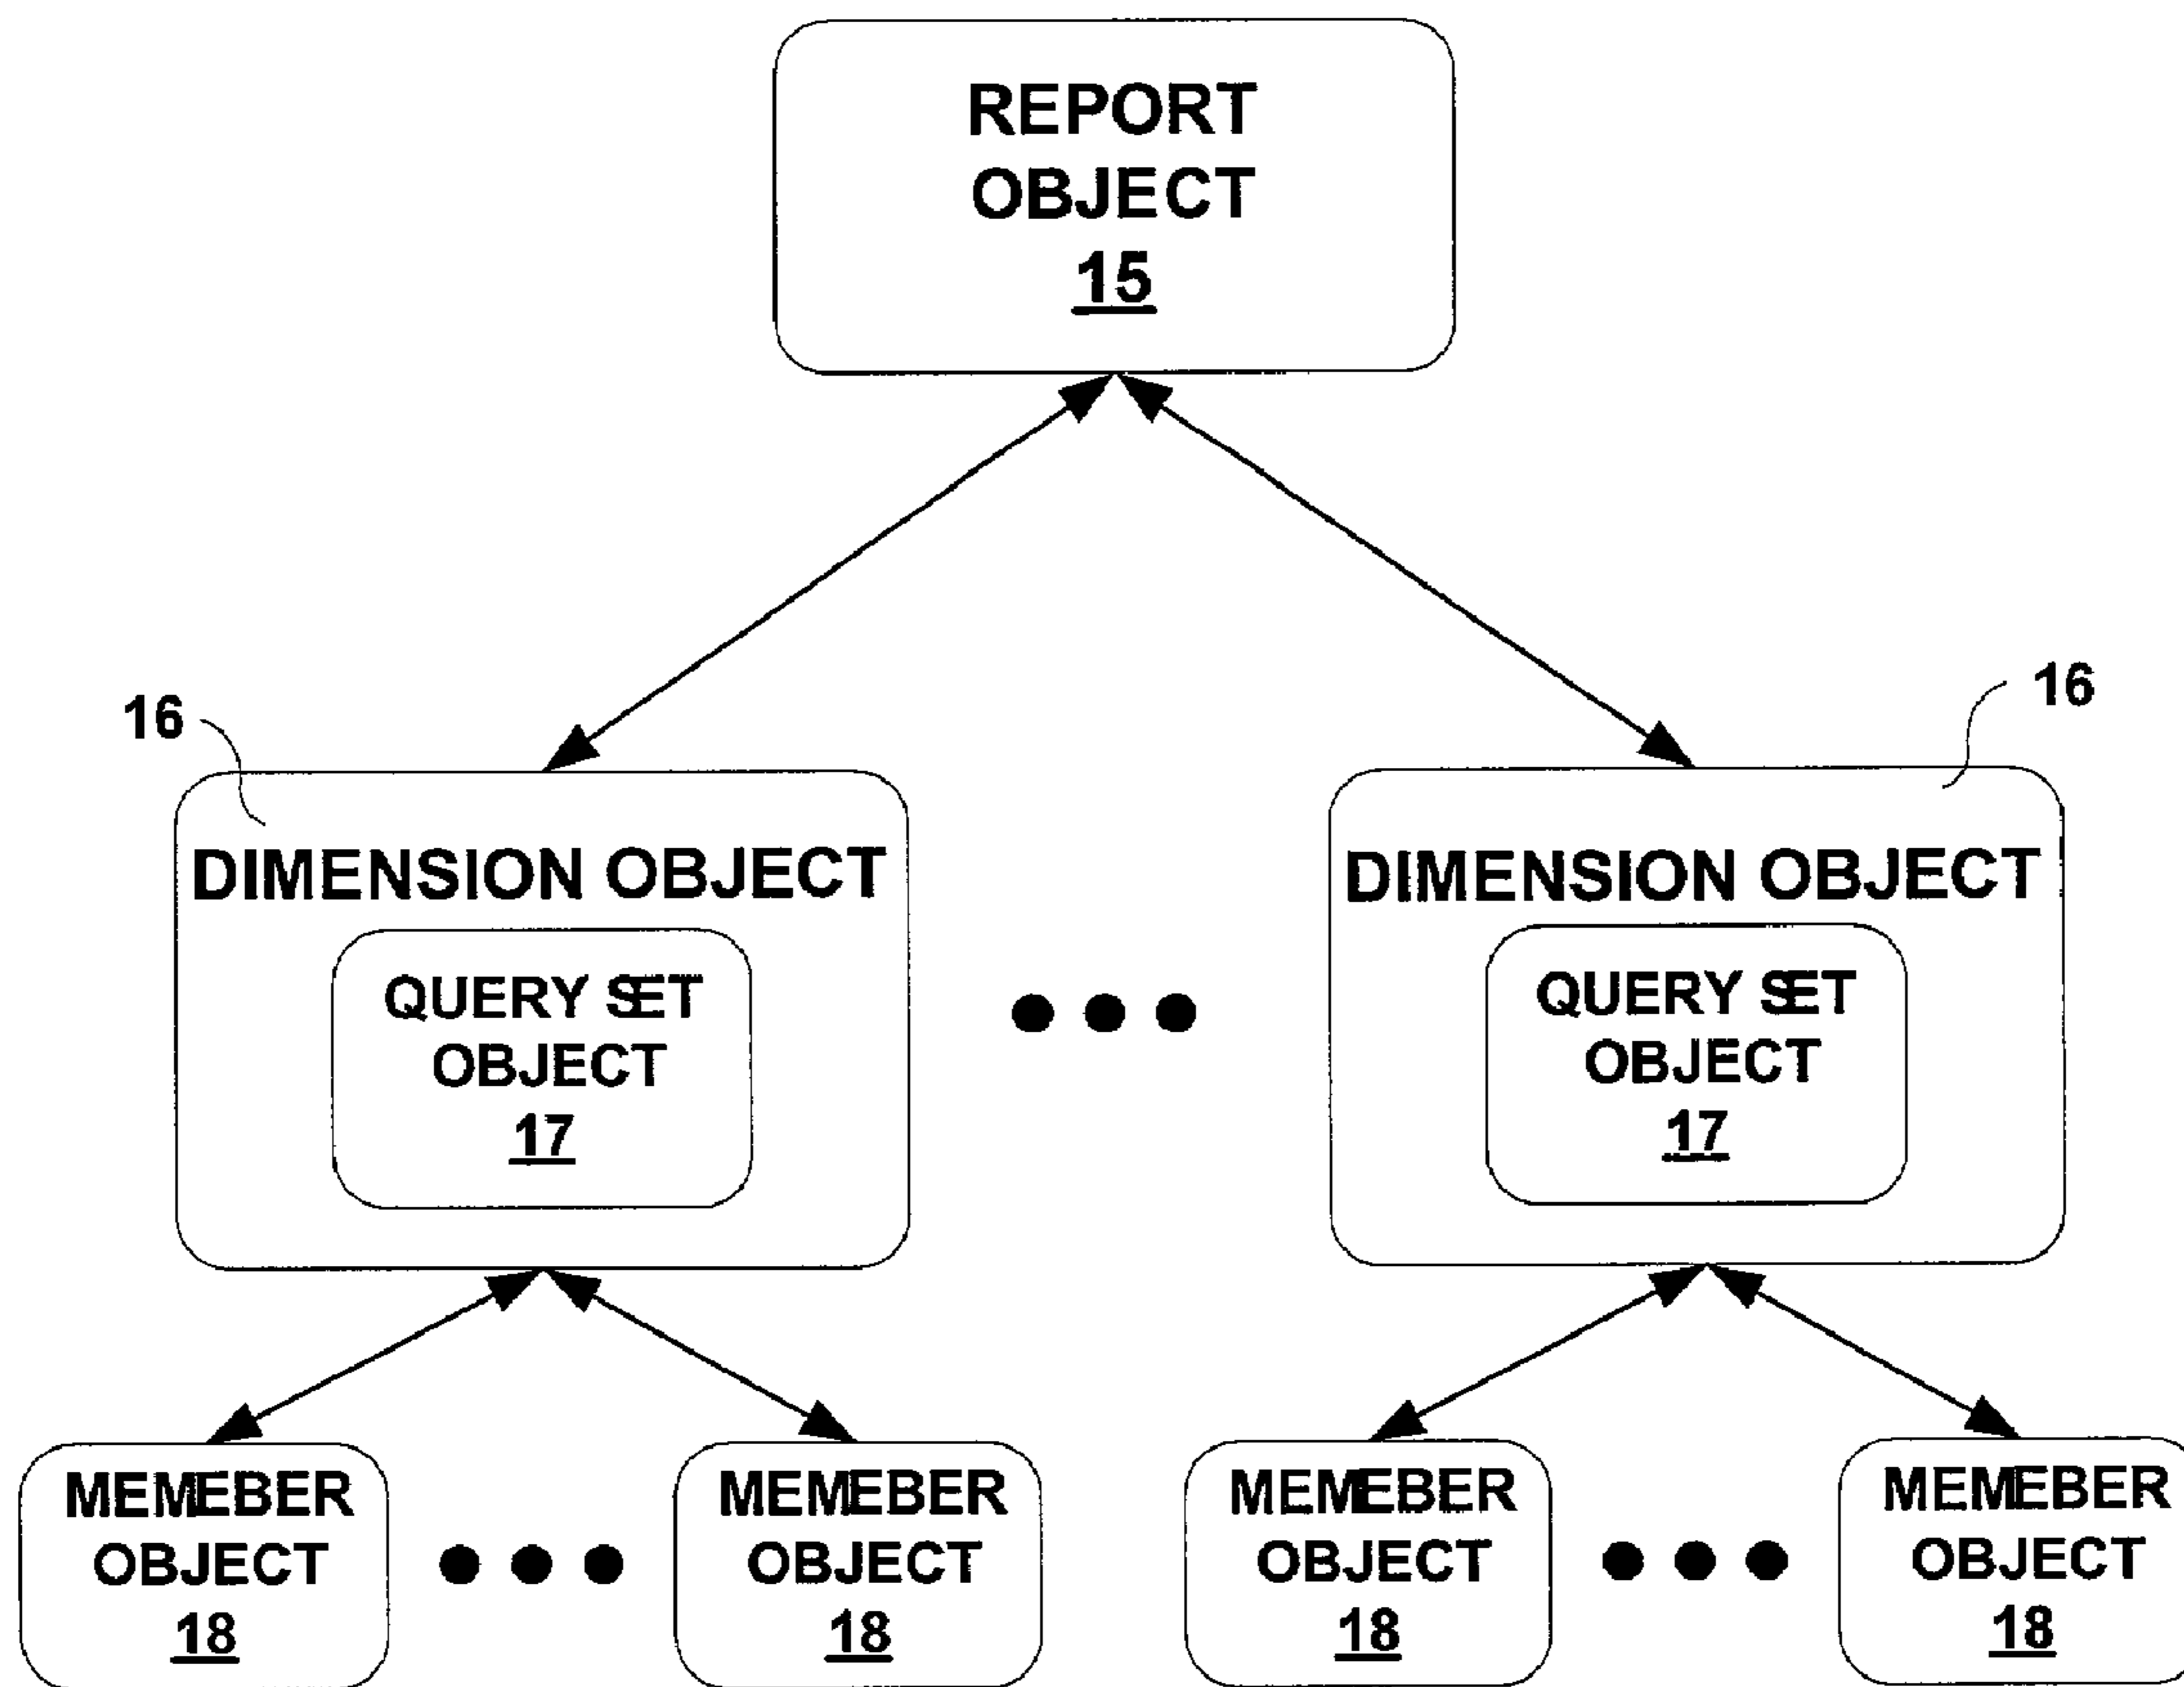 REPORT
OBJECT
15
16
16
DIMENSION OBJECT
DIMENSION OBJECT
QUERY SET
OBJECT
17
QUERY SET
OBJECT
17
MEMEBER
OBJECT
18
MEMEBER
OBJECT
18
MEMEBER
OBJECT
18
MEMEBER
OBJECT
18